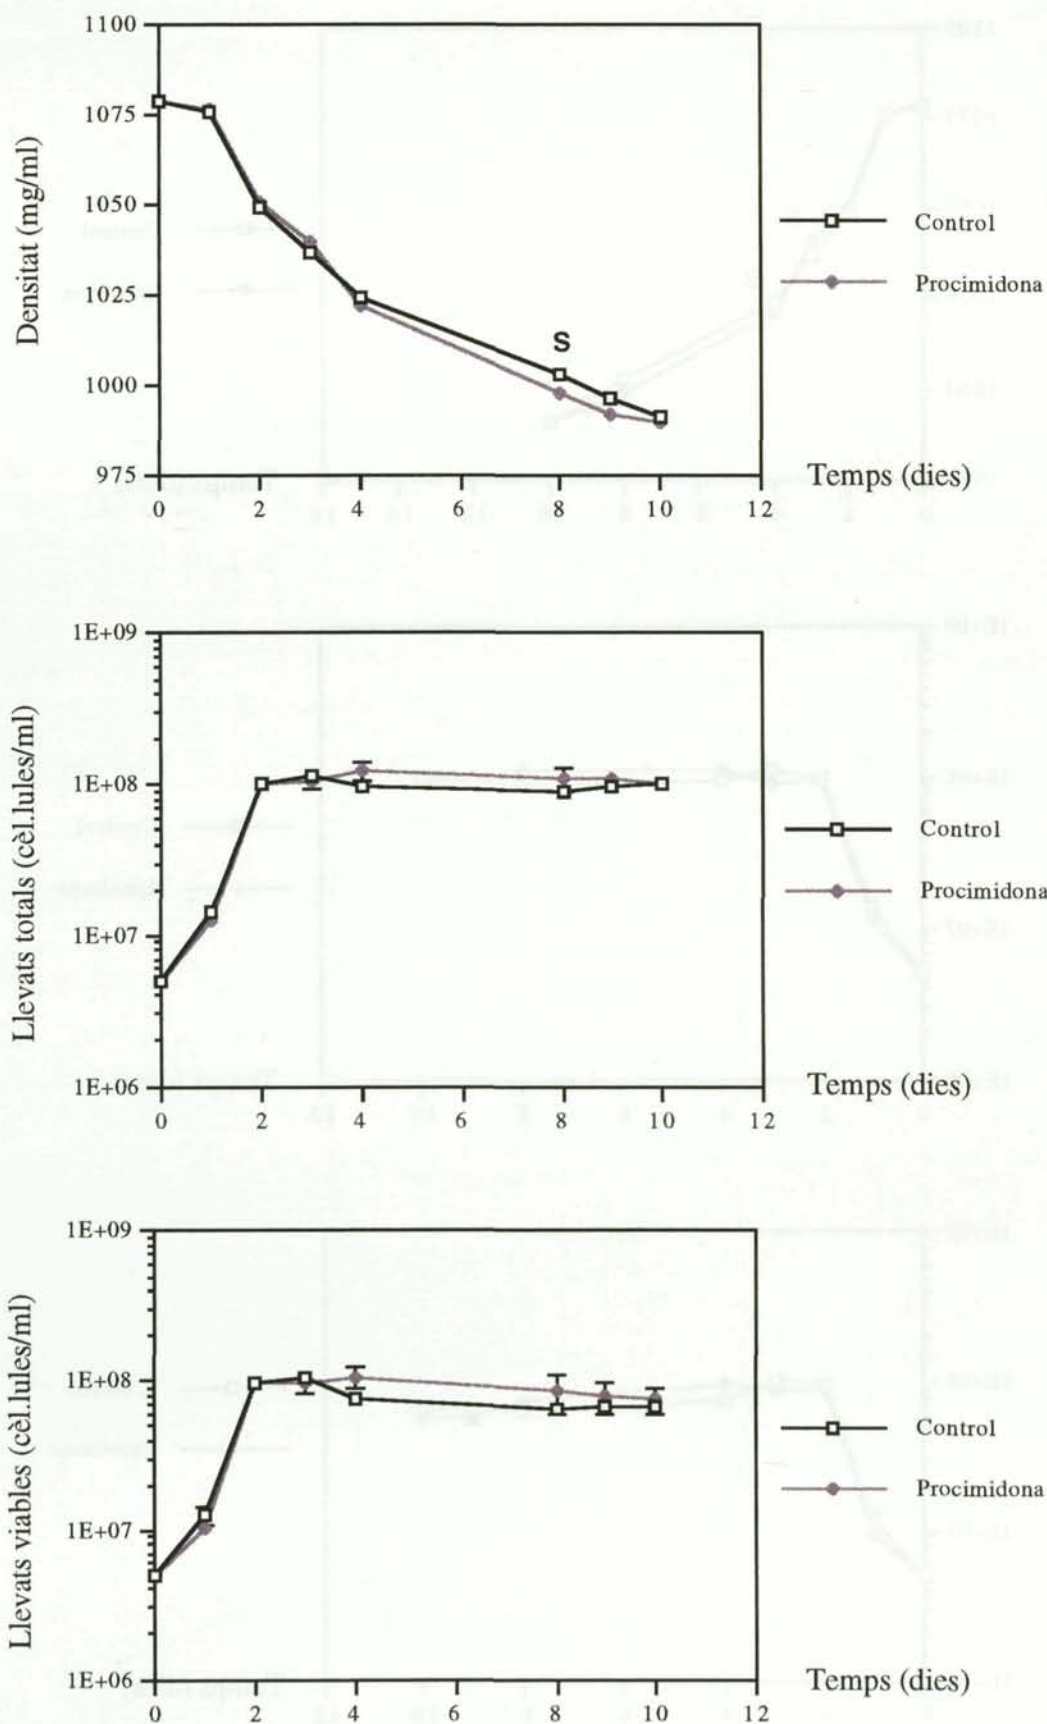 1100
1075
1050
1025
1000
975
Densitat (mg/ml)
S
Control
Procimidona
0 2 4 6 8 10 12
Temps (dies)
1E+09
1E+08
1E+07
1E+06
Llevats totals (cèl.lules/ml)
Control
Procimidona
0 2 4 6 8 10 12
Temps (dies)
1E+09
1E+08
1E+07
1E+06
Llevats viables (cèl.lules/ml)
Control
Procimidona
0 2 4 6 8 10 12
Temps (dies)